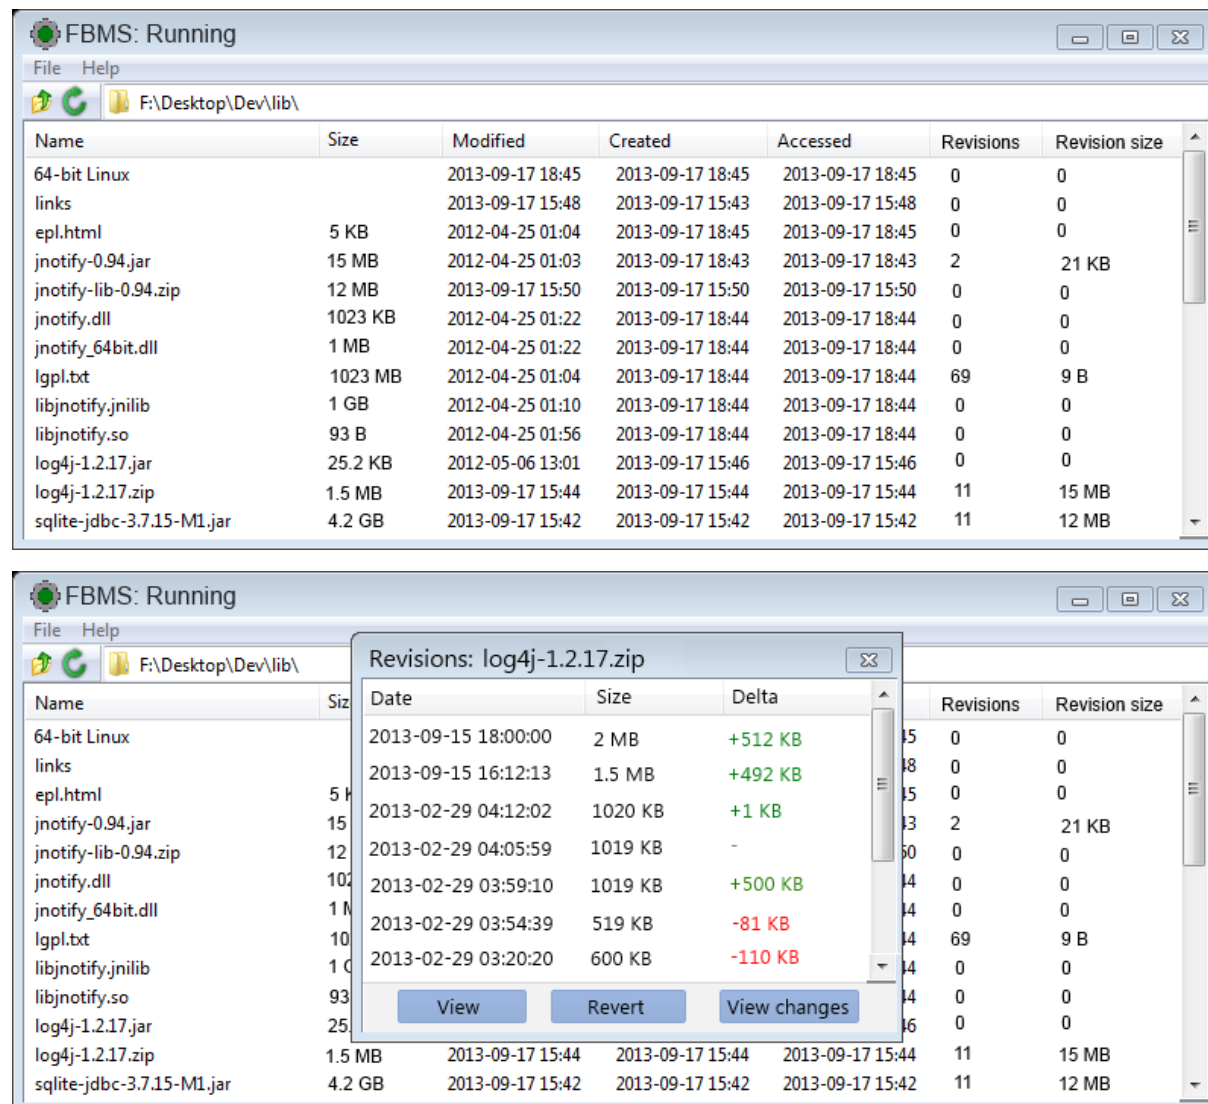 FBMS: Running
File Help
F:\Desktop\Dev\lib\
Name Size Modified Created Accessed Revisions Revision size
64-bit Linux 2013-09-17 18:45 2013-09-17 18:45 2013-09-17 18:45 0 0
links 2013-09-17 15:48 2013-09-17 15:43 2013-09-17 15:48 0 0
epl.html 5 KB 2012-04-25 01:04 2013-09-17 18:45 2013-09-17 18:45 0 0
jnotify-0.94.jar 15 MB 2012-04-25 01:03 2013-09-17 18:43 2013-09-17 18:43 2 21 KB
jnotify-lib-0.94.zip 12 MB 2013-09-17 15:50 2013-09-17 15:50 2013-09-17 15:50 0 0
jnotify.dll 1023 KB 2012-04-25 01:22 2013-09-17 18:44 2013-09-17 18:44 0 0
jnotify_64bit.dll 1 MB 2012-04-25 01:22 2013-09-17 18:44 2013-09-17 18:44 0 0
lgpl.txt 1023 MB 2012-04-25 01:04 2013-09-17 18:44 2013-09-17 18:44 69 9 B
libjnotify.jnilib 1 GB 2012-04-25 01:10 2013-09-17 18:44 2013-09-17 18:44 0 0
libjnotify.so 93 B 2012-04-25 01:56 2013-09-17 18:44 2013-09-17 18:44 0 0
log4j-1.2.17.jar 25.2 KB 2012-05-06 13:01 2013-09-17 15:46 2013-09-17 15:46 0 0
log4j-1.2.17.zip 1.5 MB 2013-09-17 15:44 2013-09-17 15:44 2013-09-17 15:44 11 15 MB
sqlite-jdbc-3.7.15-M1.jar 4.2 GB 2013-09-17 15:42 2013-09-17 15:42 2013-09-17 15:42 11 12 MB
FBMS: Running
File Help
F:\Desktop\Dev\lib\
Name Siz Revisions Revision size
64-bit Linux 45 0 0
links 48 0 0
epl.html 5 K 45 0 0
jnotify-0.94.jar 15 43 2 21 KB
jnotify-lib-0.94.zip 12 50 0 0
jnotify.dll 102 44 0 0
jnotify_64bit.dll 1 M 44 0 0
lgpl.txt 10 44 69 9 B
libjnotify.jnilib 1 G 44 0 0
libjnotify.so 93 44 0 0
log4j-1.2.17.jar 25. 46 0 0
log4j-1.2.17.zip 1.5 MB 2013-09-17 15:44 2013-09-17 15:44 2013-09-17 15:44 11 15 MB
sqlite-jdbc-3.7.15-M1.jar 4.2 GB 2013-09-17 15:42 2013-09-17 15:42 2013-09-17 15:42 11 12 MB
Revisions: log4j-1.2.17.zip
Date Size Delta
2013-09-15 18:00:00 2 MB +512 KB
2013-09-15 16:12:13 1.5 MB +492 KB
2013-02-29 04:12:02 1020 KB +1 KB
2013-02-29 04:05:59 1019 KB -
2013-02-29 03:59:10 1019 KB +500 KB
2013-02-29 03:54:39 519 KB -81 KB
2013-02-29 03:20:20 600 KB -110 KB
View Revert View changes